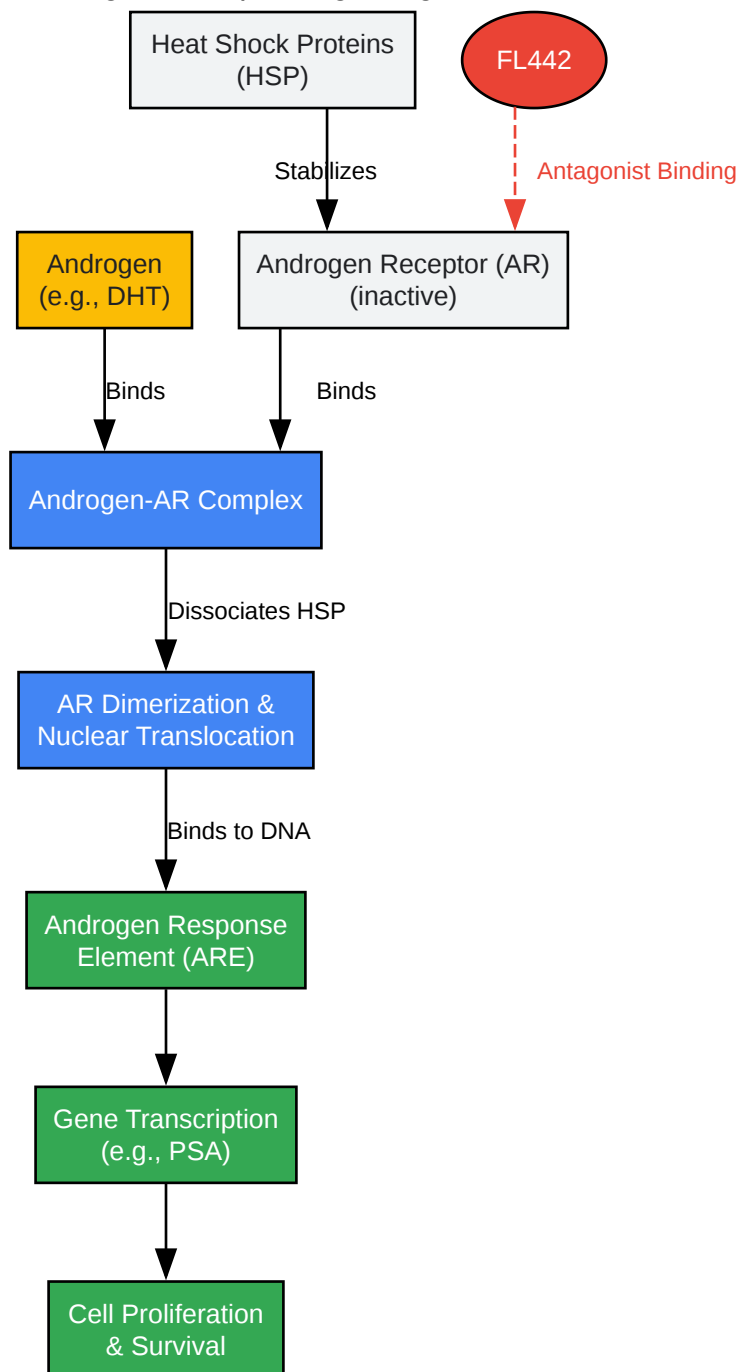 Heat Shock Proteins
(HSP)
FL442
Stabilizes
Antagonist Binding
Androgen
(e.g., DHT)
Androgen Receptor (AR)
(inactive)
Binds
Binds
Androgen-AR Complex
Dissociates HSP
AR Dimerization &
Nuclear Translocation
Binds to DNA
Androgen Response
Element (ARE)
Gene Transcription
(e.g., PSA)
Cell Proliferation
& Survival